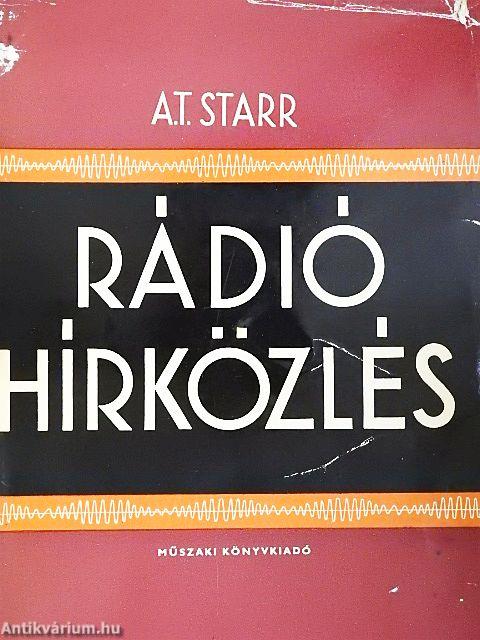 A.T. STARR
RÁDIÓ
HÍRKÖZLÉS
MŰSZAKI KÖNYVKIADÓ
Antikvárium.hu